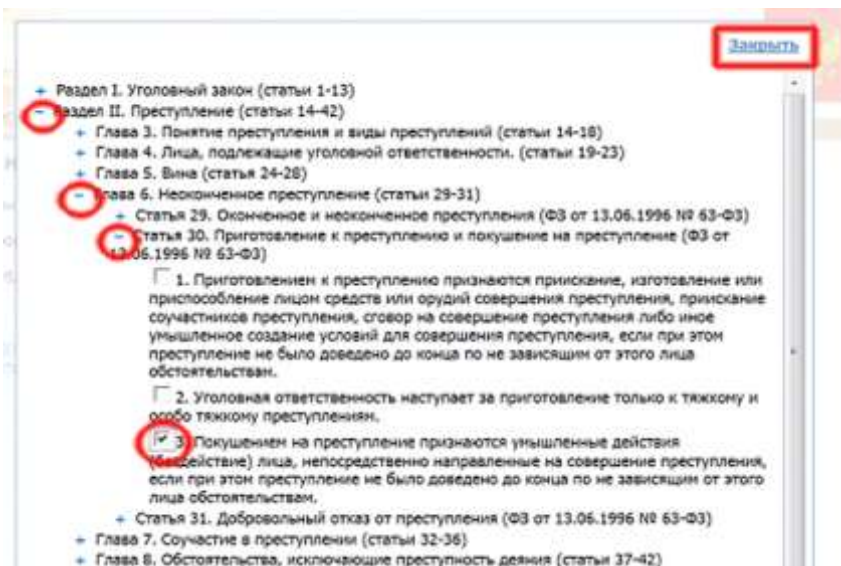 Закрыть
+ Раздел I. Уголовный закон (статьи 1-13)
− Раздел II. Преступление (статьи 14-42)
+ Глава 3. Понятие преступления и виды преступлений (статьи 14-18)
+ Глава 4. Лица, подлежащие уголовной ответственности. (статьи 19-23)
+ Глава 5. Вина (статья 24-28)
− Глава 6. Неоконченное преступление (статьи 29-31)
+ Статья 29. Оконченное и неоконченное преступления (ФЗ от 13.06.1996 № 63-ФЗ)
− Статья 30. Приготовление к преступлению и покушение на преступление (ФЗ от
13.06.1996 № 63-ФЗ)
1. Приготовлением к преступлению признаются приискание, изготовление или
приспособление лицом средств или орудий совершения преступления, приискание
соучастников преступления, сговор на совершение преступления либо иное
умышленное создание условий для совершения преступления, если при этом
преступление не было доведено до конца по не зависящим от этого лица
обстоятельствам.
2. Уголовная ответственность наступает за приготовление только к тяжкому и
особо тяжкому преступлениям.
3. Покушением на преступление признаются умышленные действия
(бездействие) лица, непосредственно направленные на совершение преступления,
если при этом преступление не было доведено до конца по не зависящим от этого
лица обстоятельствам.
+ Статья 31. Добровольный отказ от преступления (ФЗ от 13.06.1996 № 63-ФЗ)
+ Глава 7. Соучастие в преступлении (статьи 32-36)
+ Глава 8. Обстоятельства, исключающие преступность деяния (статьи 37-42)